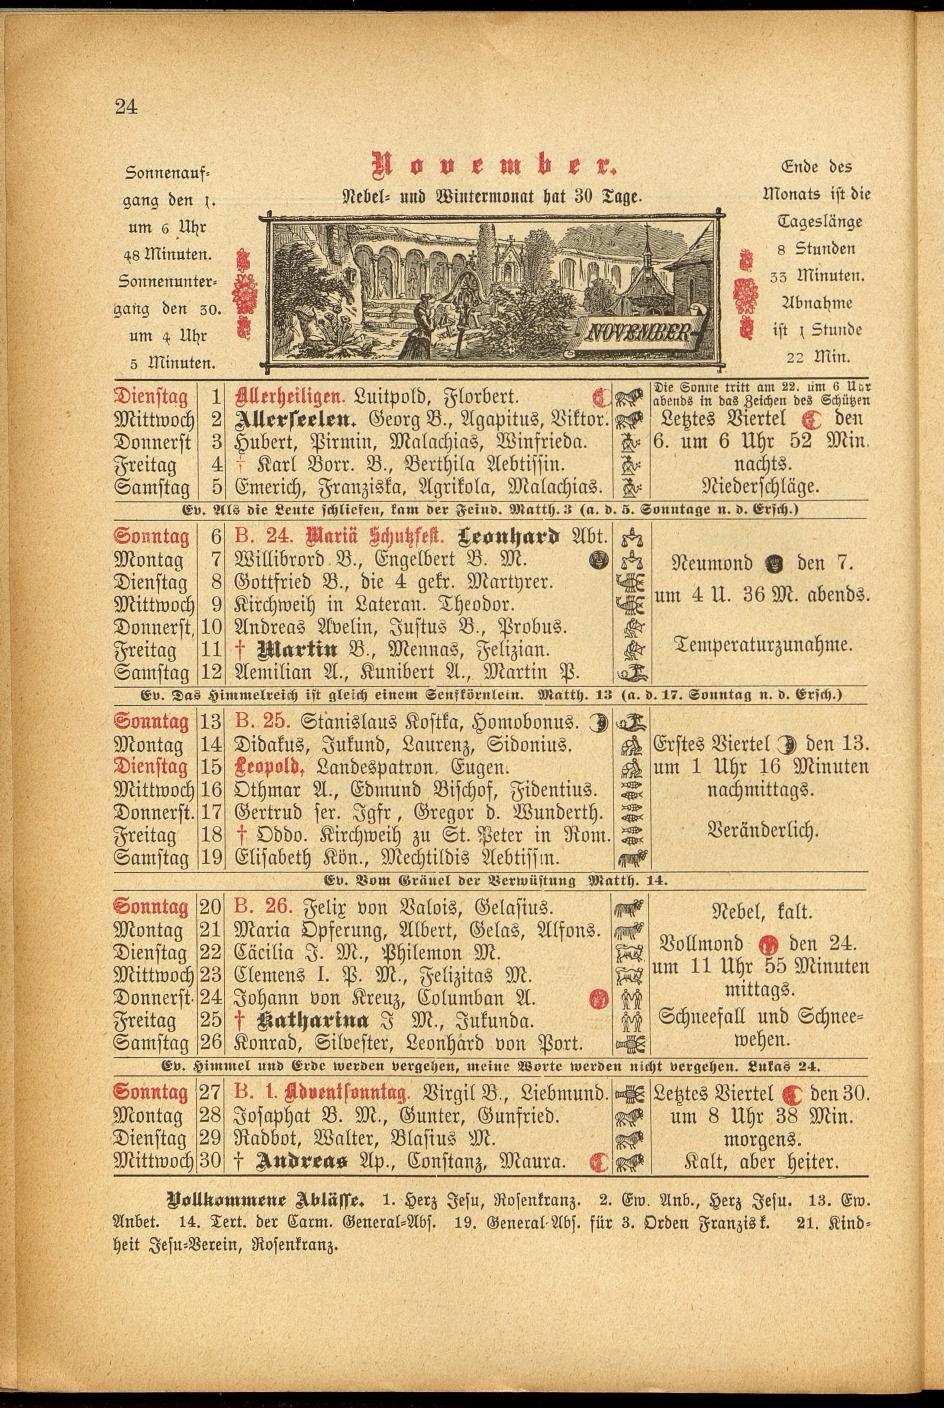 24
November.
Nebel- und Wintermonat hat 30 Tage.
Sonnenauf-
gang den 1.
um 6 Uhr
48 Minuten.
Sonnenunter-
gang den 30.
um 4 Uhr
5 Minuten.
NOVEMBER
Ende des
Monats ist die
Tageslänge
8 Stunden
33 Minuten.
Abnahme
ist 1 Stunde
22 Min.
Dienstag 1 Allerheiligen. Luitpold, Florbert.
Mittwoch 2 Allerseelen. Georg B., Agapitus, Viktor.
Donnerst 3 Hubert, Pirmin, Malachias, Winfrieda.
Freitag 4 † Karl Borr. B., Berthila Aebtissin.
Samstag 5 Emerich, Franziska, Agrikola, Malachias.
Die Sonne tritt am 22. um 6 Uhr
abends in das Zeichen des Schützen
Letztes Viertel den
6. um 6 Uhr 52 Min.
nachts.
Niederschläge.
Ev. Als die Leute schliefen, kam der Feind. Matth. 3 (a. d. 5. Sonntage n. d. Ersch.)
Sonntag 6 B. 24. Mariä Schutzfest. Leonhard Abt.
Montag 7 Willibrord B., Engelbert B. M.
Dienstag 8 Gottfried B., die 4 gekr. Martyrer.
Mittwoch 9 Kirchweih in Lateran. Theodor.
Donnerst. 10 Andreas Avelin, Justus B., Probus.
Freitag 11 † Martin B., Mennas, Felizian.
Samstag 12 Aemilian A., Kunibert A., Martin P.
Neumond den 7.
um 4 U. 36 M. abends.
Temperaturzunahme.
Ev. Das Himmelreich ist gleich einem Senfkörnlein. Matth. 13 (a. d. 17. Sonntag n. d. Ersch.)
Sonntag 13 B. 25. Stanislaus Kostka, Homobonus.
Montag 14 Didakus, Jukund, Laurenz, Sidonius.
Dienstag 15 Leopold, Landespatron, Eugen.
Mittwoch 16 Othmar A., Edmund Bischof, Fidentius.
Donnerst. 17 Gertrud ser. Jgfr, Gregor d. Wunderth.
Freitag 18 † Oddo. Kirchweih zu St. Peter in Rom.
Samstag 19 Elisabeth Kön., Mechtildis Aebtissin.
Erstes Viertel den 13.
um 1 Uhr 16 Minuten
nachmittags.
Veränderlich.
Ev. Vom Gräuel der Verwüstung Matth. 14.
Sonntag 20 B. 26. Felix von Valois, Gelasius.
Montag 21 Maria Opferung, Albert, Gelas, Alfons.
Dienstag 22 Cäcilia J. M., Philemon M.
Mittwoch 23 Clemens I. P. M., Felizitas M.
Donnerst. 24 Johann von Kreuz, Columban A.
Freitag 25 † Katharina J M., Jukunda.
Samstag 26 Konrad, Silvester, Leonhard von Port.
Nebel, kalt.
Vollmond den 24.
um 11 Uhr 55 Minuten
mittags.
Schneefall und Schnee-
wehen.
Ev. Himmel und Erde werden vergehen, meine Worte werden nicht vergehen. Lukas 24.
Sonntag 27 B. 1. Adventsonntag. Virgil B., Liebmund.
Montag 28 Josaphat B. M., Gunter, Gunfried.
Dienstag 29 Radbot, Walter, Blasius M.
Mittwoch 30 † Andreas Ap., Constanz, Maura.
Letztes Viertel den 30.
um 8 Uhr 38 Min.
morgens.
Kalt, aber heiter.
Vollkommene Ablässe. 1. Herz Jesu, Rosenkranz. 2. Ew. Anb., Herz Jesu. 13. Ew.
Anbet. 14. Tert. der Carm. General-Abs. 19. General-Abs. für 3. Orden Franzisk. 21. Kind-
heit Jesu-Verein, Rosenkranz.